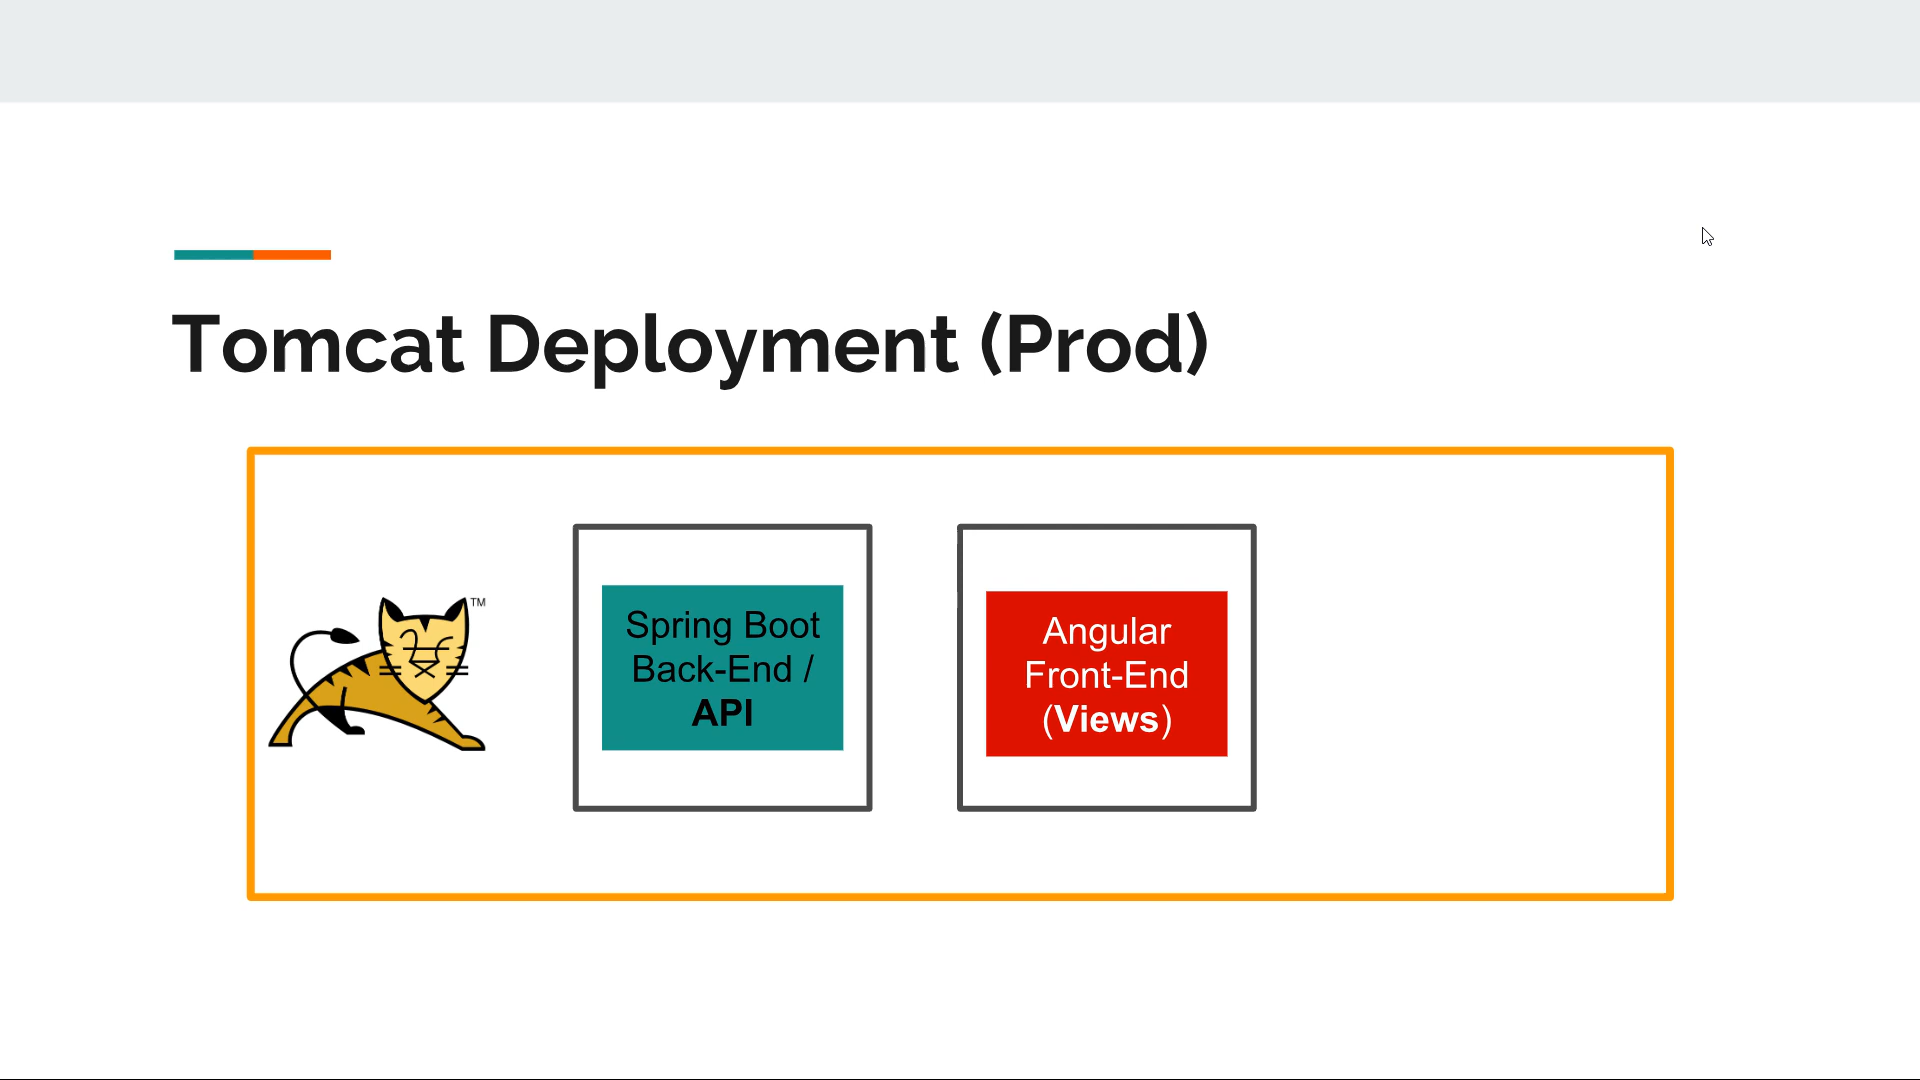 Tomcat Deployment (Prod)
TM
Spring Boot
Back-End /
API
Angular
Front-End
(Views)